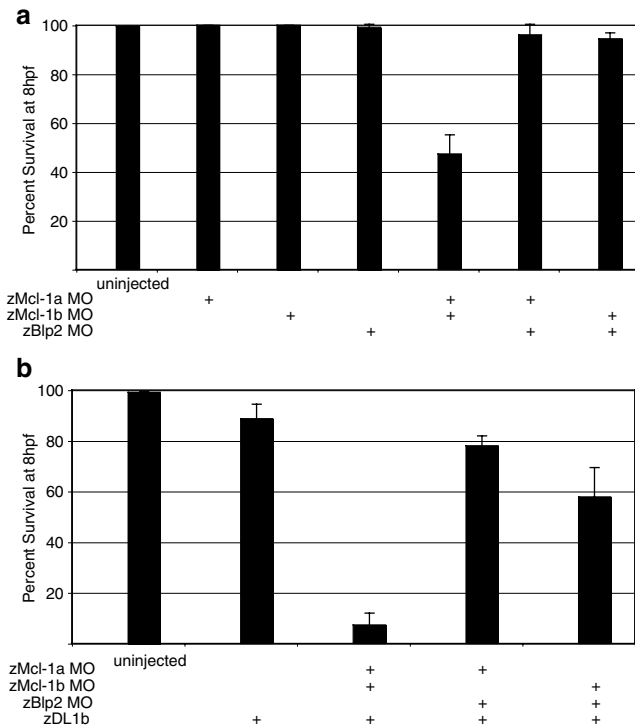 a
Percent Survival at 8hpf
100
80
60
40
20
uninjected
zMcl-1a MO + + +
zMcl-1b MO + + +
zBlp2 MO + + +
b
Percent Survival at 8hpf
100
80
60
40
20
uninjected
zMcl-1a MO + +
zMcl-1b MO + +
zBlp2 MO + +
zDL1b + + + +